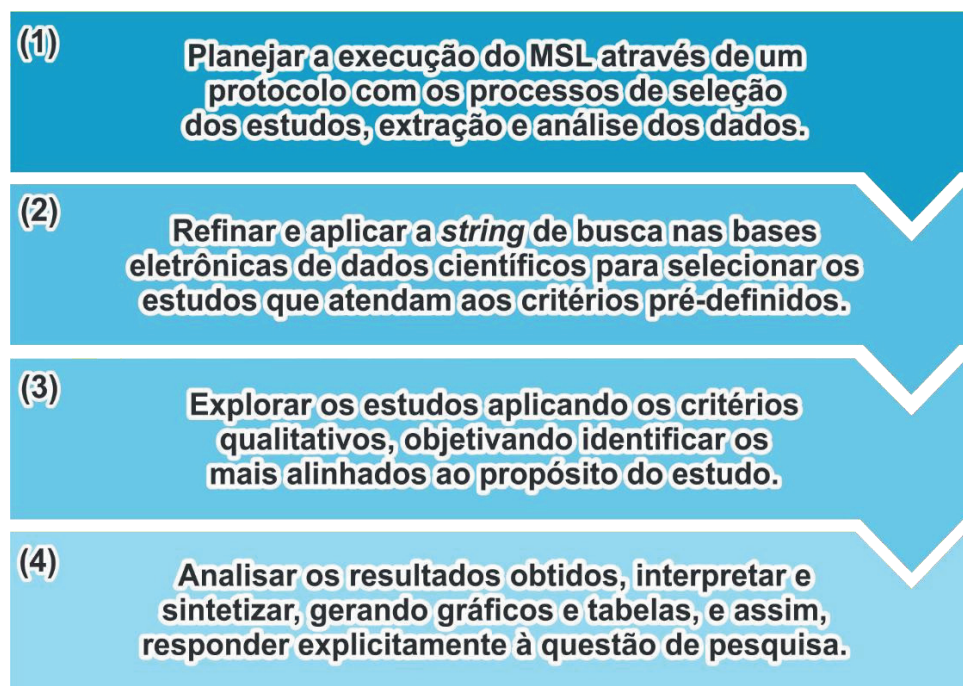 (1)
Planejar a execução do MSL através de um
protocolo com os processos de seleção
dos estudos, extração e análise dos dados.
(2)
Refinar e aplicar a string de busca nas bases
eletrônicas de dados científicos para selecionar os
estudos que atendam aos critérios pré-definidos.
(3)
Explorar os estudos aplicando os critérios
qualitativos, objetivando identificar os
mais alinhados ao propósito do estudo.
(4)
Analisar os resultados obtidos, interpretar e
sintetizar, gerando gráficos e tabelas, e assim,
responder explicitamente à questão de pesquisa.